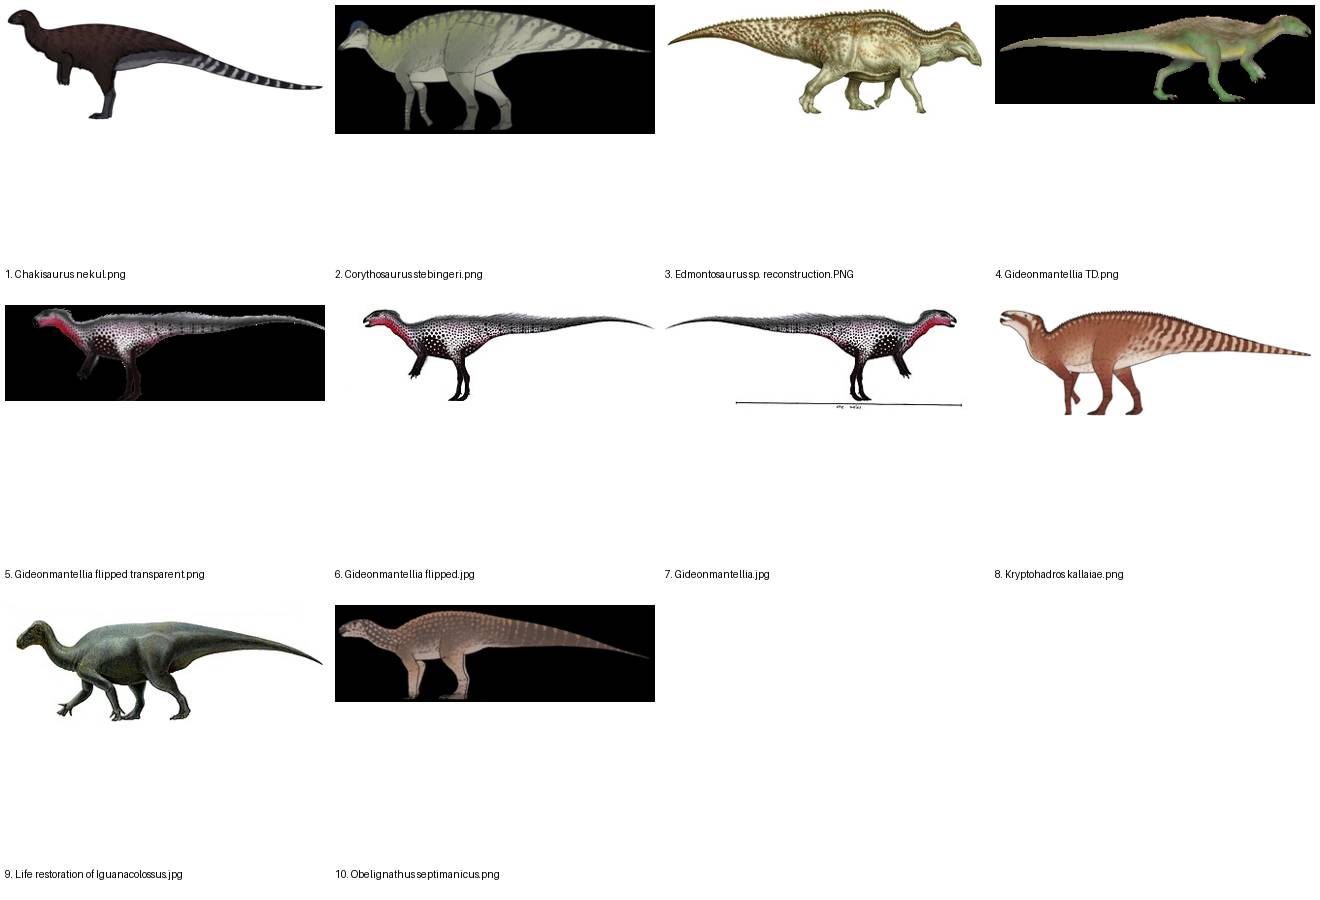 1. Chakisaurus nekul.png
2. Corythosaurus stebingeri.png
3. Edmontosaurus sp. reconstruction.PNG
4. Gideonmantellia TD.png
5. Gideonmantellia flipped transparent.png
6. Gideonmantellia flipped.jpg
7. Gideonmantellia.jpg
8. Kryptohadros kallaiae.png
9. Life restoration of Iguanacolossus.jpg
10. Obelignathus septimanicus.png